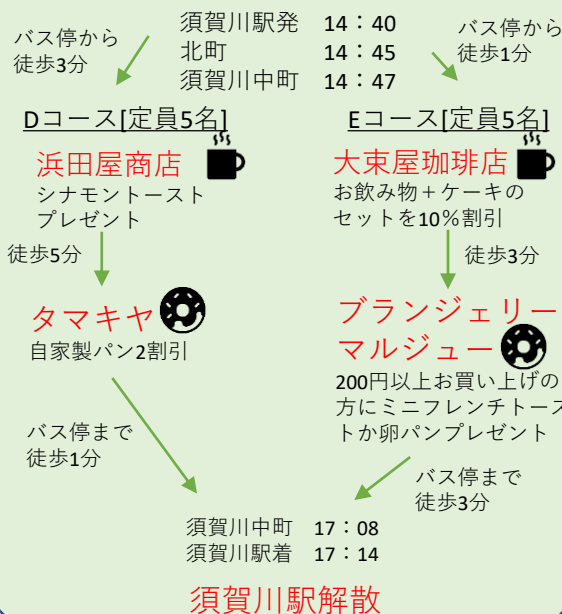 須賀川駅発 14：40
北町 14：45
須賀川中町 14：47
バス停から
徒歩3分
バス停から
徒歩1分
Dコース[定員5名]
浜田屋商店
シナモントースト
プレゼント
徒歩5分
タマキヤ
自家製パン2割引
バス停まで
徒歩1分
Eコース[定員5名]
大束屋珈琲店
お飲み物＋ケーキの
セットを10％割引
徒歩3分
ブランジェリー
マルジュー
200円以上お買い上げの
方にミニフレンチトース
トか卵パンプレゼント
バス停まで
徒歩3分
須賀川中町 17：08
須賀川駅着 17：14
須賀川駅解散